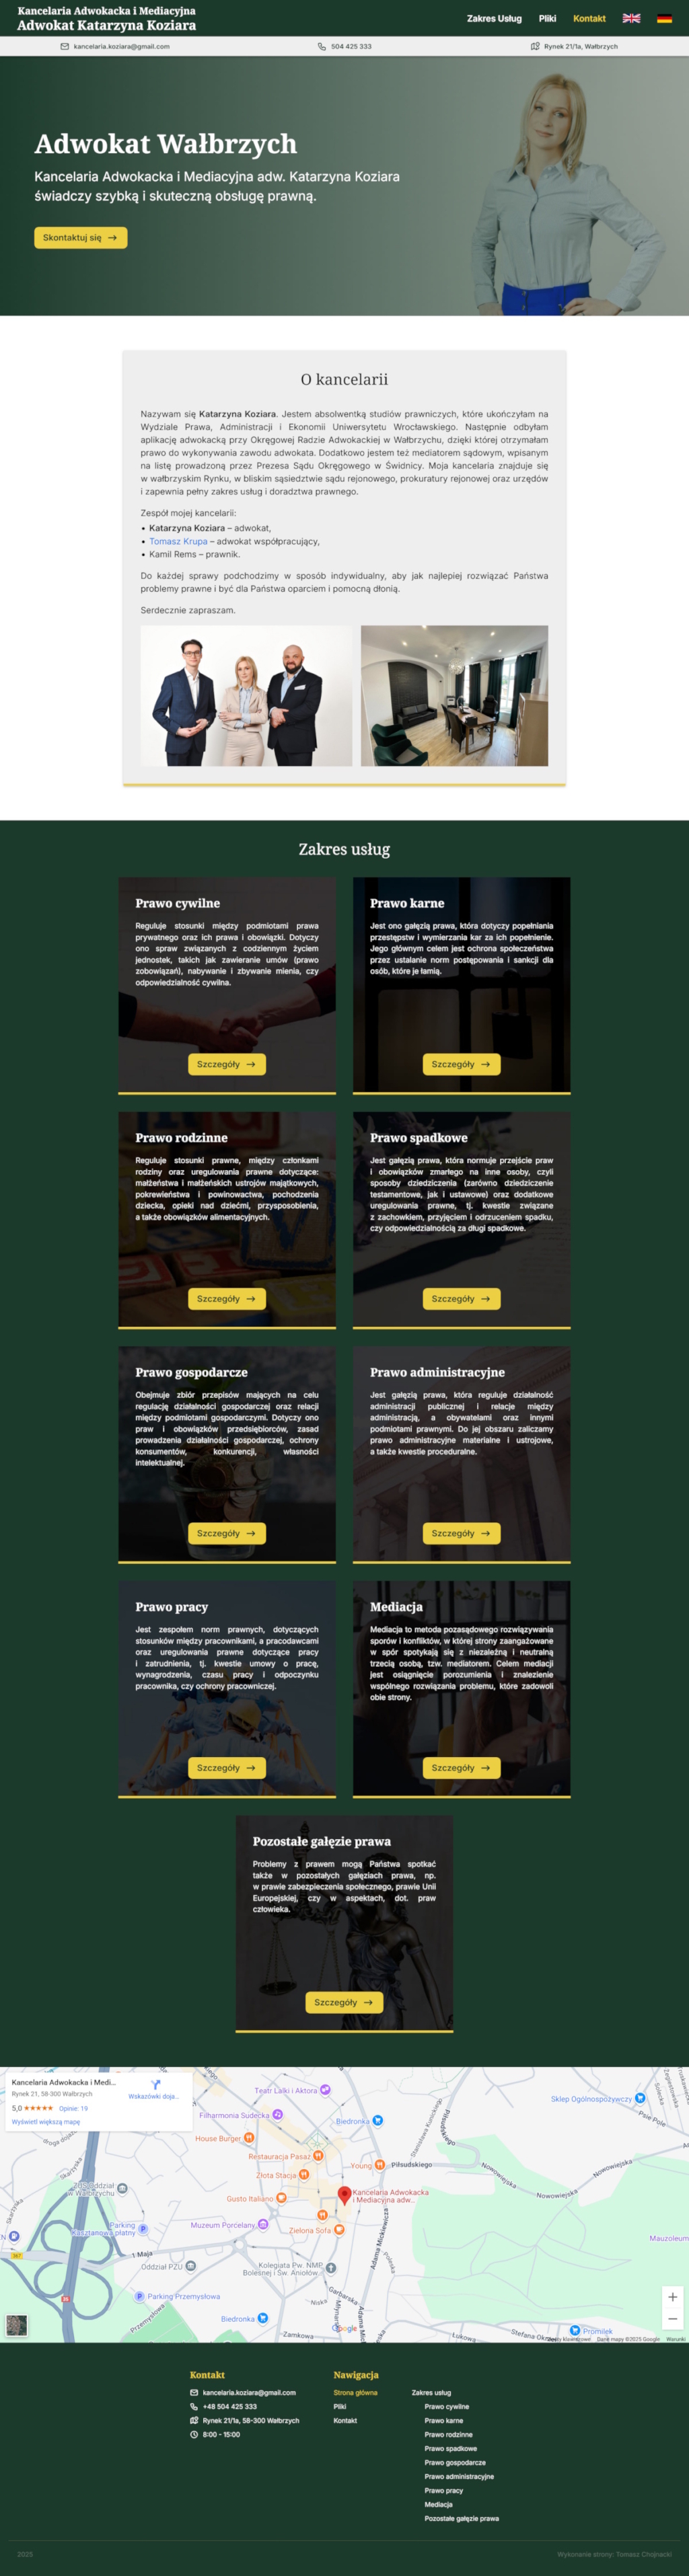 Kancelaria Adwokacka i Mediacyjna
Adwokat Katarzyna Koziara
Zakres Usług
Pliki
Kontakt
kancelaria.koziara@gmail.com
504 425 333
Rynek 21/1a, Wałbrzych
Adwokat Wałbrzych
Kancelaria Adwokacka i Mediacyjna adw. Katarzyna Koziara
świadczy szybką i skuteczną obsługę prawną.
Skontaktuj się →
O kancelarii
Nazywam się Katarzyna Koziara. Jestem absolwentką studiów prawniczych, które ukończyłam na
Wydziale Prawa, Administracji i Ekonomii Uniwersytetu Wrocławskiego. Następnie odbyłam
aplikację adwokacką przy Okręgowej Radzie Adwokackiej w Wałbrzychu, dzięki której otrzymałam
prawo do wykonywania zawodu adwokata. Dodatkowo jestem też mediatorem sądowym, wpisanym
na listę prowadzoną przez Prezesa Sądu Okręgowego w Świdnicy. Moja kancelaria znajduje się
w wałbrzyskim Rynku, w bliskim sąsiedztwie sądu rejonowego, prokuratury rejonowej oraz urzędów
i zapewnia pełny zakres usług i doradztwa prawnego.
Zespół mojej kancelarii:
• Katarzyna Koziara – adwokat,
• Tomasz Krupa – adwokat współpracujący,
• Kamil Rems – prawnik.
Do każdej sprawy podchodzimy w sposób indywidualny, aby jak najlepiej rozwiązać Państwa
problemy prawne i być dla Państwa oparciem i pomocną dłonią.
Serdecznie zapraszam.
Zakres usług
Prawo cywilne
Reguluje stosunki między podmiotami prawa
prywatnego oraz ich prawa i obowiązki. Dotyczy
ono spraw związanych z codziennym życiem
jednostek, takich jak zawieranie umów (prawo
zobowiązań), nabywanie i zbywanie mienia, czy
odpowiedzialność cywilna.
Szczegóły →
Prawo karne
Jest ono gałęzią prawa, która dotyczy popełniania
przestępstw i wymierzania kar za ich popełnienie.
Jego głównym celem jest ochrona społeczeństwa
przez ustalanie norm postępowania i sankcji dla
osób, które je łamią.
Szczegóły →
Prawo rodzinne
Reguluje stosunki prawne, między członkami
rodziny oraz uregulowania prawne dotyczące:
małżeństwa i małżeńskich ustrojów majątkowych,
pokrewieństwa i powinowactwa, pochodzenia
dziecka, opieki nad dziećmi, przysposobienia,
a także obowiązków alimentacyjnych.
Szczegóły →
Prawo spadkowe
Jest gałęzią prawa, która normuje przejście praw
i obowiązków zmarłego na inne osoby, czyli
sposoby dziedziczenia (zarówno dziedziczenie
testamentowe, jak i ustawowe) oraz dodatkowe
uregulowania prawne, tj. kwestie związane
z zachowkiem, przyjęciem i odrzuceniem spadku,
czy odpowiedzialnością za długi spadkowe.
Szczegóły →
Prawo gospodarcze
Obejmuje zbiór przepisów mających na celu
regulację działalności gospodarczej oraz relacji
między podmiotami gospodarczymi. Dotyczy ono
praw i obowiązków przedsiębiorców, zasad
prowadzenia działalności gospodarczej, ochrony
konsumentów, konkurencji, własności
intelektualnej.
Szczegóły →
Prawo administracyjne
Jest gałęzią prawa, która reguluje działalność
administracji publicznej i relacje między
administracją, a obywatelami oraz innymi
podmiotami prawnymi. Do jej obszaru zaliczamy
prawo administracyjne materialne i ustrojowe,
a także kwestie proceduralne.
Szczegóły →
Prawo pracy
Jest zespołem norm prawnych, dotyczących
stosunków między pracownikami, a pracodawcami
oraz uregulowania prawne dotyczące pracy
i zatrudnienia, tj. kwestie umowy o pracę,
wynagrodzenia, czasu pracy i odpoczynku
pracownika, czy ochrony pracowniczej.
Szczegóły →
Mediacja
Mediacja to metoda pozasądowego rozwiązywania
sporów i konfliktów, w której strony zaangażowane
w spór spotykają się z niezależną i neutralną
trzecią osobą, tzw. mediatorem. Celem mediacji
jest osiągnięcie porozumienia i znalezienie
wspólnego rozwiązania problemu, które zadowoli
obie strony.
Szczegóły →
Pozostałe gałęzie prawa
Problemy z prawem mogą Państwa spotkać
także w pozostałych gałęziach prawa, np.
w prawie zabezpieczenia społecznego, prawie Unii
Europejskiej, czy w aspektach, dot. praw
człowieka.
Szczegóły →
Kancelaria Adwokacka i Medi...
Rynek 21, 58-300 Wałbrzych
Wskazówki doja...
5,0 ★★★★★ Opinie: 19
Wyświetl większą mapę
Teatr Lalki i Aktora
Filharmonia Sudecka
Biedronka
Sklep Ogólnospożywczy
Psie Pole
House Burger
Restauracja Pasaż
Złota Stacja
Young
Piłsudskiego
Nowowiejska
Nowowiejska
Nowowiejska
Skarżyska
ZUS Oddział
w Wałbrzychu
Gusto Italiano
Kancelaria Adwokacka
i Mediacyjna adw...
Parking
Kasztanowa płatny
Muzeum Porcelany
Zielona Sofa
Adama Mickiewicza
Mauzoleum
1 Maja
Oddział PZU
Kolegiata Pw. NMP
Bolesnej i Św. Aniołów
Parking Przemysłowa
Przemysłowa
Niska
Garbarska
Biedronka
Zamkowa
Google
Łukowa
Promilek
Dane mapy ©2025 Google
Warunki
Kontakt
kancelaria.koziara@gmail.com
+48 504 425 333
Rynek 21/1a, 58-300 Wałbrzych
8:00 - 15:00
Nawigacja
Strona główna
Pliki
Kontakt
Zakres usług
Prawo cywilne
Prawo karne
Prawo rodzinne
Prawo spadkowe
Prawo gospodarcze
Prawo administracyjne
Prawo pracy
Mediacja
Pozostałe gałęzie prawa
2025
Wykonanie strony: Tomasz Chojnacki